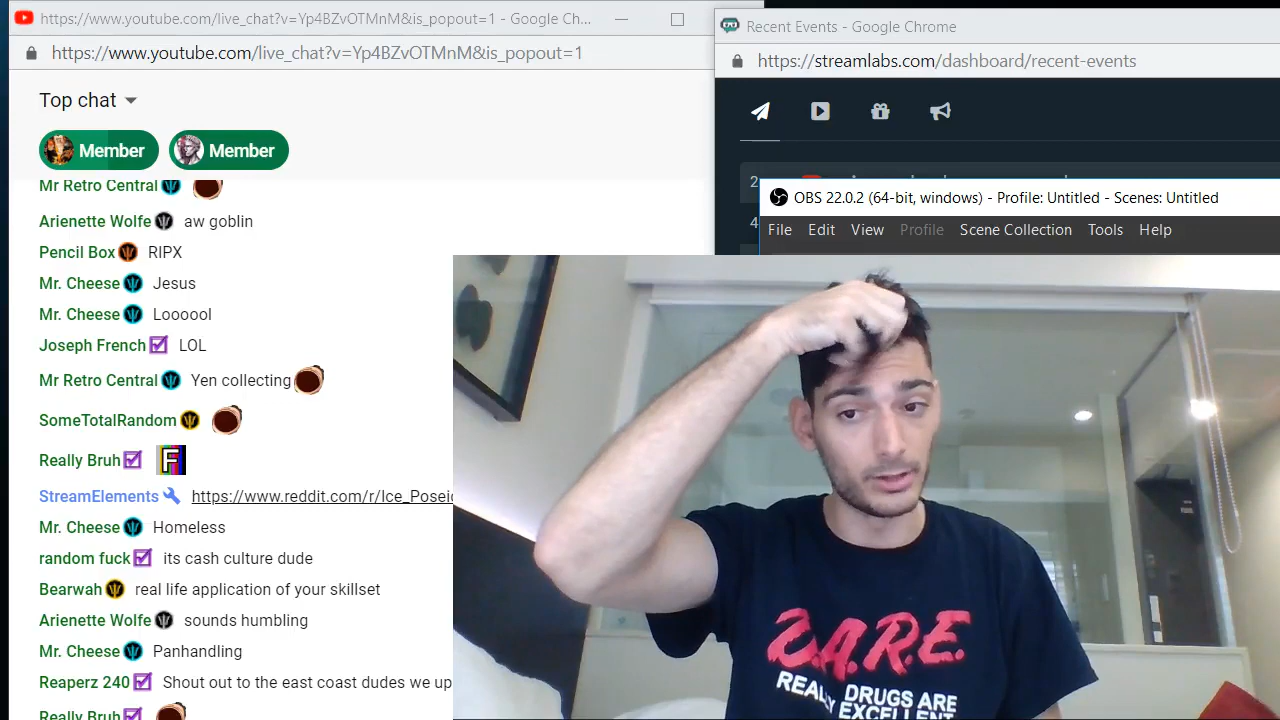 https://www.youtube.com/live_chat?v=Yp4BZvOTMnM&is_popout=1 - Google Ch...
https://www.youtube.com/live_chat?v=Yp4BZvOTMnM&is_popout=1
Top chat
Member Member
Mr Retro Central
Arienette Wolfe aw goblin
Pencil Box RIPX
Mr. Cheese Jesus
Mr. Cheese Loooool
Joseph French LOL
Mr Retro Central Yen collecting
SomeTotalRandom
Really Bruh F
StreamElements https://www.reddit.com/r/Ice_Poseid
Mr. Cheese Homeless
random fuck its cash culture dude
Bearwah real life application of your skillset
Arienette Wolfe sounds humbling
Mr. Cheese Panhandling
Reaperz 240 Shout out to the east coast dudes we up
Really Bruh
Recent Events - Google Chrome
https://streamlabs.com/dashboard/recent-events
2
4
OBS 22.0.2 (64-bit, windows) - Profile: Untitled - Scenes: Untitled
File Edit View Profile Scene Collection Tools Help
D.A.R.E.
REALLY DRUGS ARE
EXCELLENT